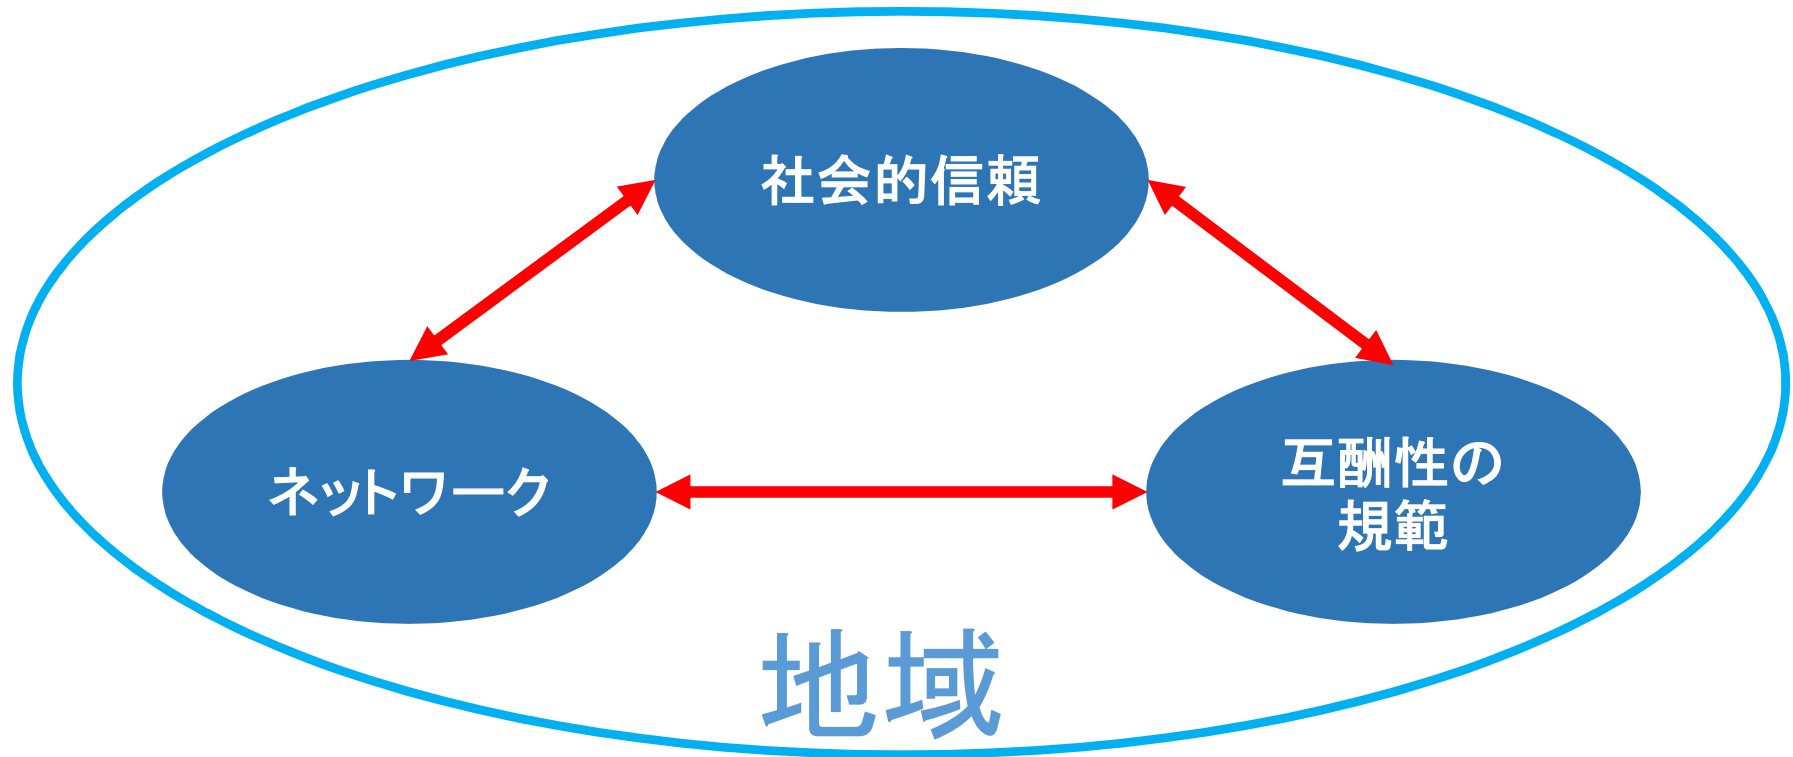 社会的信頼
ネットワーク
互酬性の
規範
地域